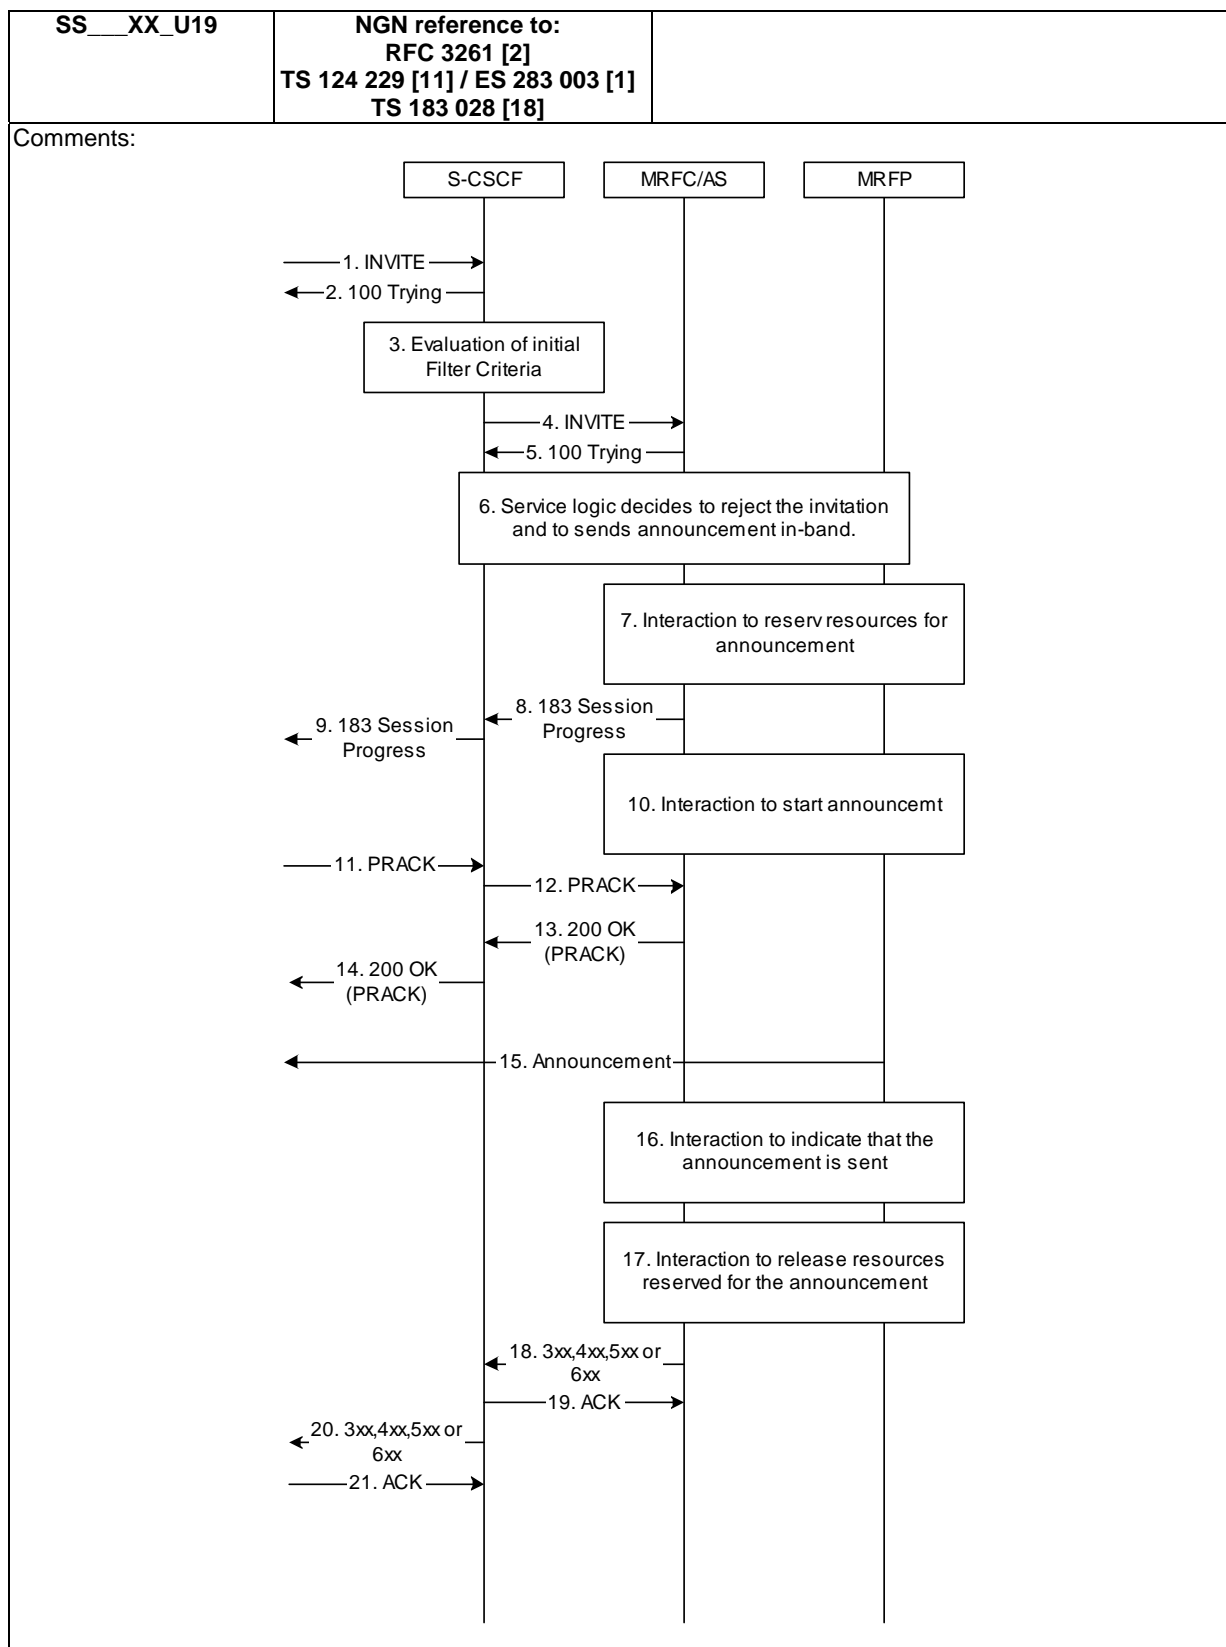 SS___XX_U19
NGN reference to:
RFC 3261 [2]
TS 124 229 [11] / ES 283 003 [1]
TS 183 028 [18]
Comments:
S-CSCF
MRFC/AS
MRFP
1. INVITE
2. 100 Trying
3. Evaluation of initial
Filter Criteria
4. INVITE
5. 100 Trying
6. Service logic decides to reject the invitation
and to sends announcement in-band.
7. Interaction to reserv resources for
announcement
8. 183 Session
Progress
9. 183 Session
Progress
10. Interaction to start announcemt
11. PRACK
12. PRACK
13. 200 OK
(PRACK)
14. 200 OK
(PRACK)
15. Announcement
16. Interaction to indicate that the
announcement is sent
17. Interaction to release resources
reserved for the announcement
18. 3xx,4xx,5xx or
6xx
19. ACK
20. 3xx,4xx,5xx or
6xx
21. ACK